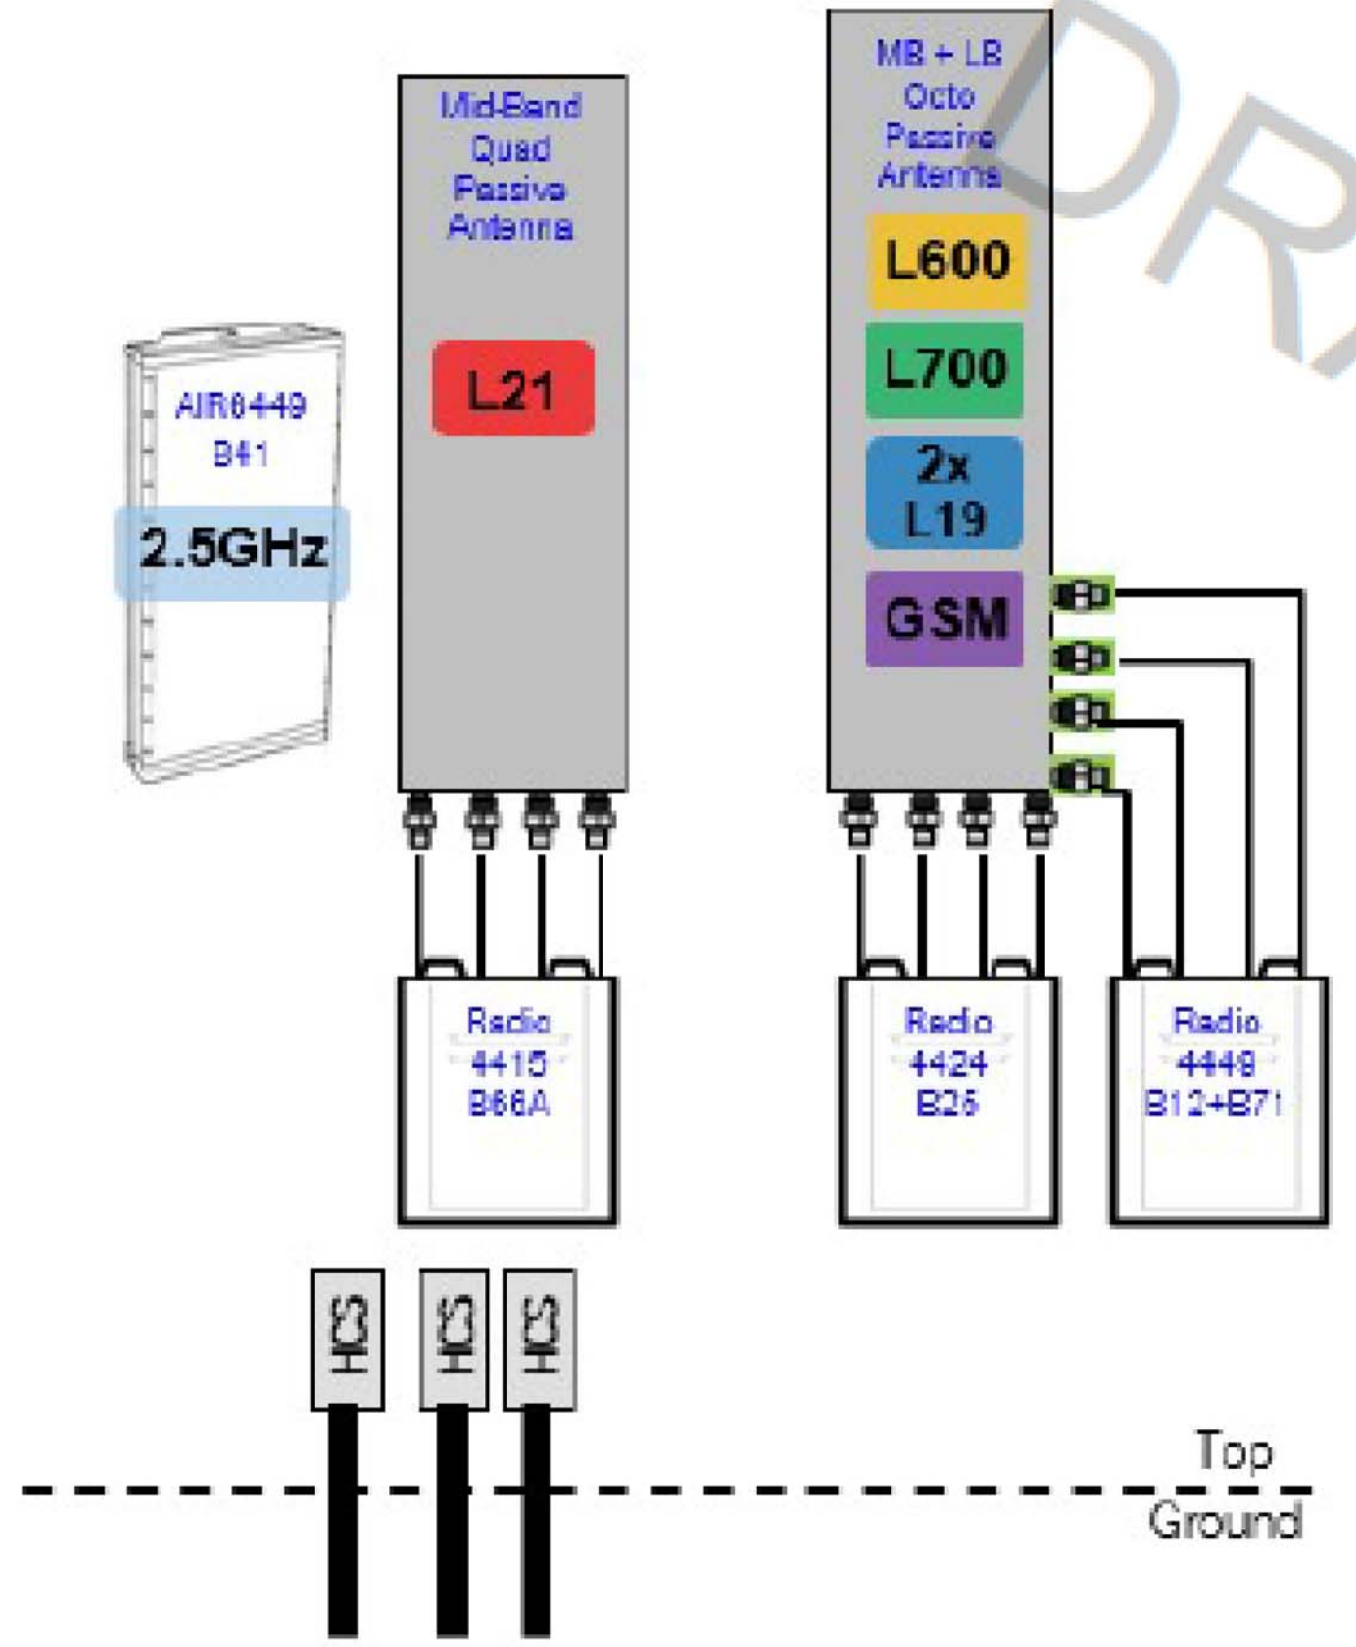 Mid-Band
Quad
Passive
Antenna
L21
MB + LB
Octo
Passive
Antenna
L600
L700
2x
L19
GSM
AIR6449
B41
2.5GHz
Radio
4415
B66A
Radio
4424
B25
Radio
4449
B12+B71
HCS
HCS
HCS
Top
Ground
DR